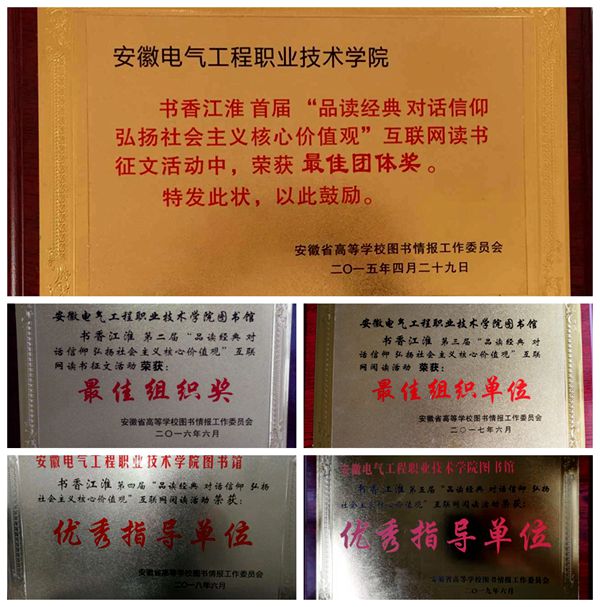 安徽电气工程职业技术学院
书香江淮 首届 “品读经典 对话信仰
弘扬社会主义核心价值观” 互联网读书
征文活动中，荣获 最佳团体奖 。
特发此状，以此鼓励。
安徽省高等学校图书情报工作委员会
二〇一五年四月二十九日
安徽电气工程职业技术学院图书馆
书香江淮 第二届 “品读经典 对
话信仰 弘扬社会主义核心价值观” 互联
网读书征文活动 荣获：
最佳组织奖
安徽省高等学校图书情报工作委员会
二〇一六年六月
安徽电气工程职业技术学院图书馆
书香江淮 第三届 “品读经典 对
话信仰 弘扬社会主义核心价值观” 互联
网阅读活动 荣获：
最佳组织单位
安徽省高等学校图书情报工作委员会
二〇一七年六月
安徽电气工程职业技术学院图书馆
书香江淮 第四届 “品读经典 对话信仰 弘扬
社会主义核心价值观” 互联网阅读活动 荣获：
优秀指导单位
安徽省高等学校图书情报工作委员会
二〇一八年六月
安徽电气工程职业技术学院图书馆
书香江淮 第五届 “品读经典 对话信仰 弘扬
社会主义核心价值观” 互联网阅读活动 荣获：
优秀指导单位
安徽省高等学校图书情报工作委员会
二〇一九年六月